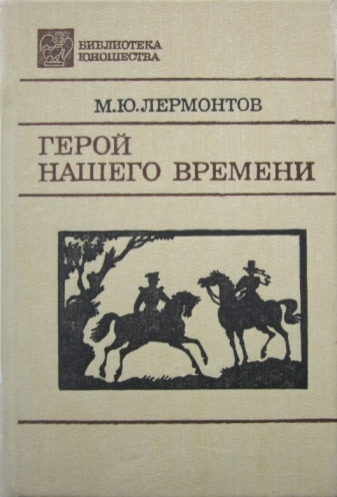 БИБЛИОТЕКА
ЮНОШЕСТВА
М.Ю.ЛЕРМОНТОВ
ГЕРОЙ
НАШЕГО ВРЕМЕНИ